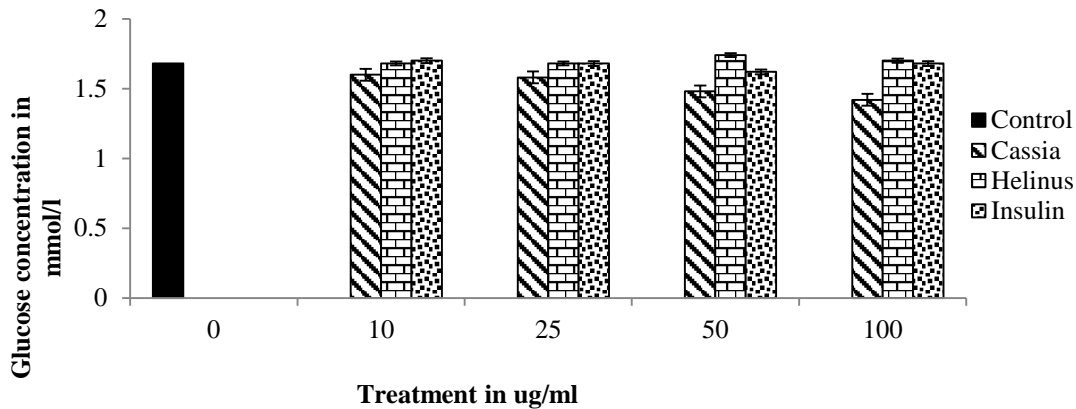 Glucose concentration in
mmol/l
2
1.5
1
0.5
0
0 10 25 50 100
Treatment in ug/ml
Control
Cassia
Helinus
Insulin